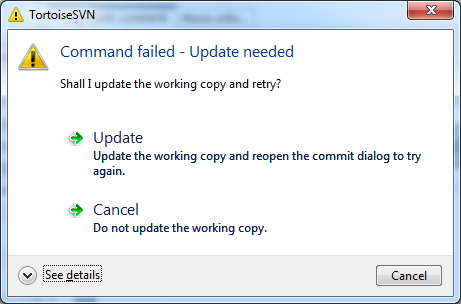 TortoiseSVN
Command failed - Update needed
Shall I update the working copy and retry?
Update
Update the working copy and reopen the commit dialog to try
again.
Cancel
Do not update the working copy.
See details
Cancel